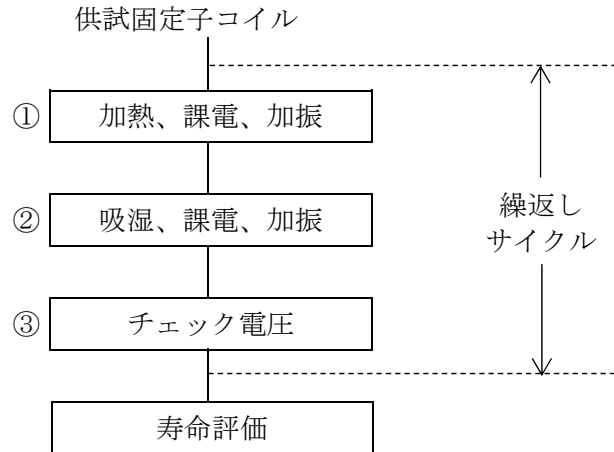 供試固定子コイル
① 加熱、課電、加振
② 吸湿、課電、加振
繰返し
サイクル
③ チェック電圧
寿命評価